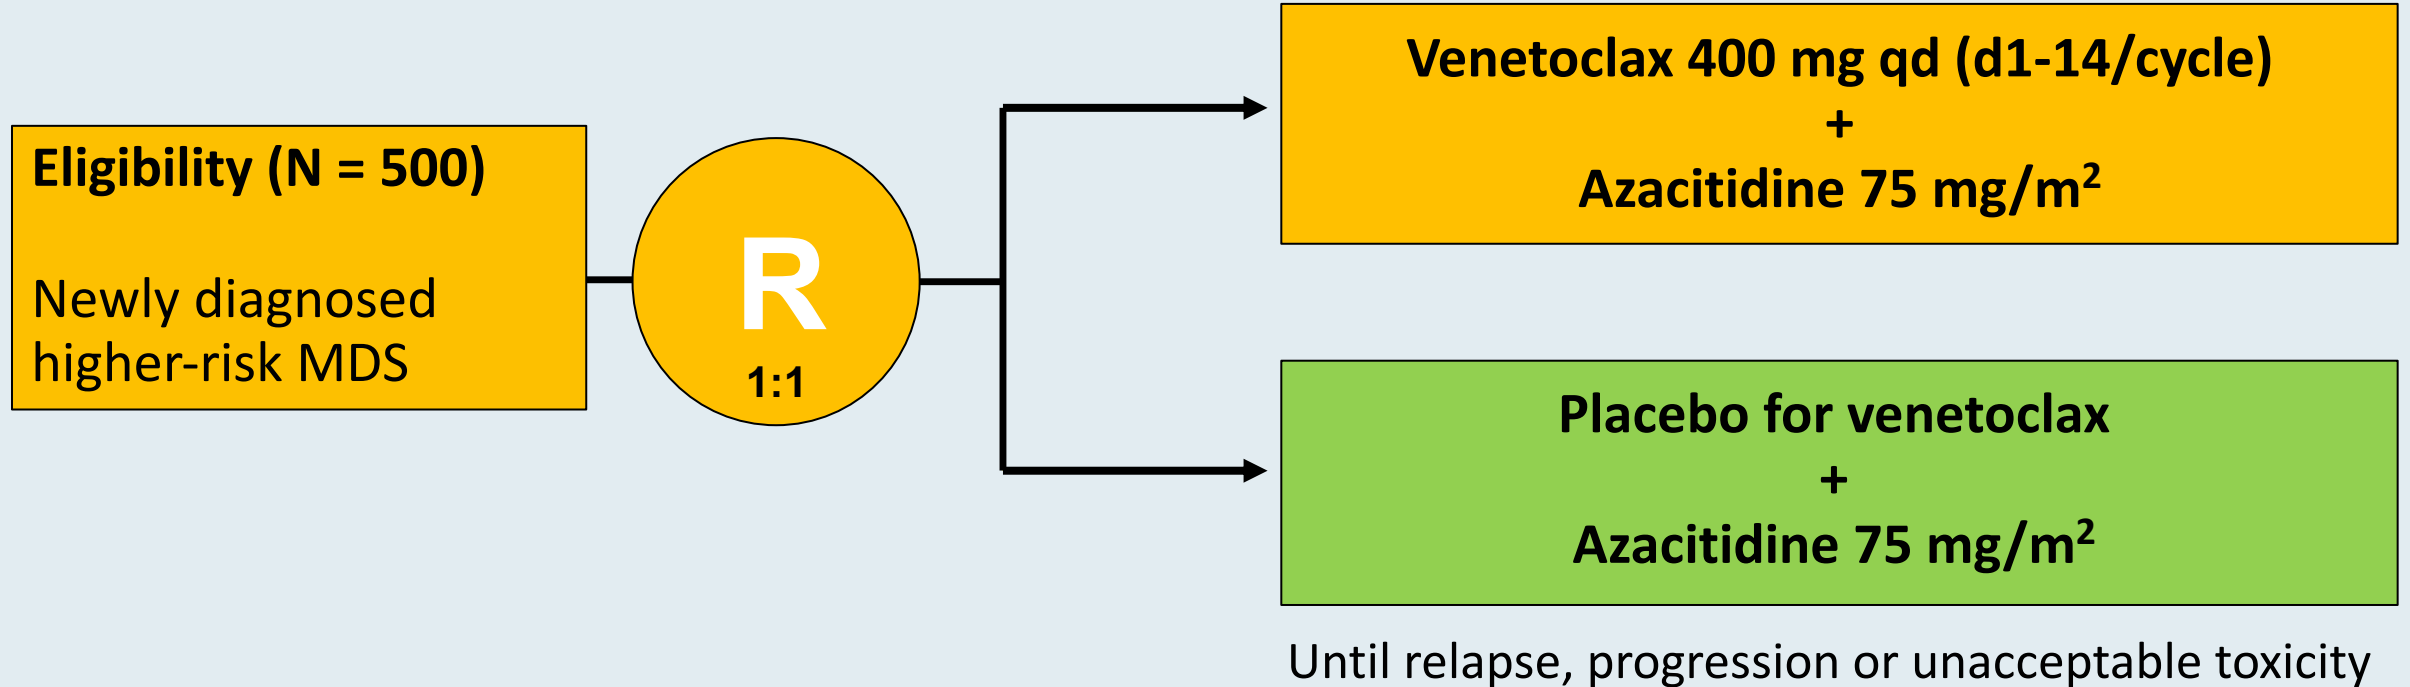 Eligibility (N = 500)
Newly diagnosed
higher-risk MDS
R
1:1
Venetoclax 400 mg qd (d1-14/cycle)
+
Azacitidine 75 mg/m²
Placebo for venetoclax
+
Azacitidine 75 mg/m²
Until relapse, progression or unacceptable toxicity